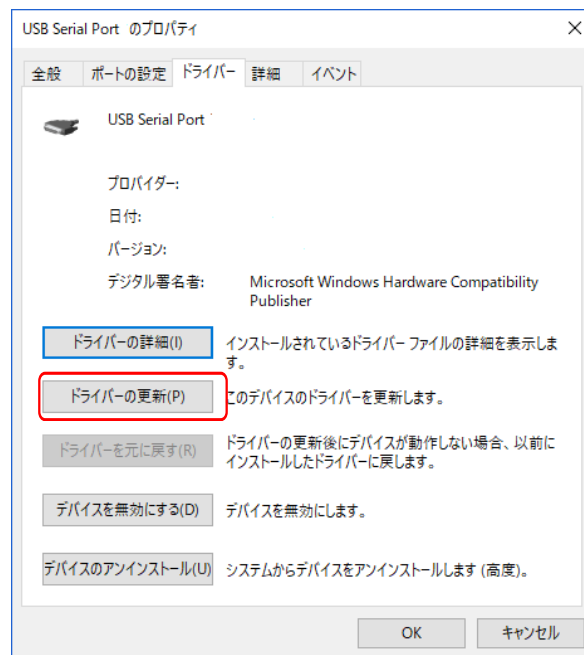 USB Serial Port のプロパティ
全般 ポートの設定 ドライバー 詳細 イベント
USB Serial Port
プロバイダー:
日付:
バージョン:
デジタル署名者: Microsoft Windows Hardware Compatibility
Publisher
ドライバーの詳細(I) インストールされているドライバー ファイルの詳細を表示しま
す。
ドライバーの更新(P) このデバイスのドライバーを更新します。
ドライバーを元に戻す(R) ドライバーの更新後にデバイスが動作しない場合、以前に
インストールしたドライバーに戻します。
デバイスを無効にする(D) デバイスを無効にします。
デバイスのアンインストール(U) システムからデバイスをアンインストールします (高度)。
OK キャンセル